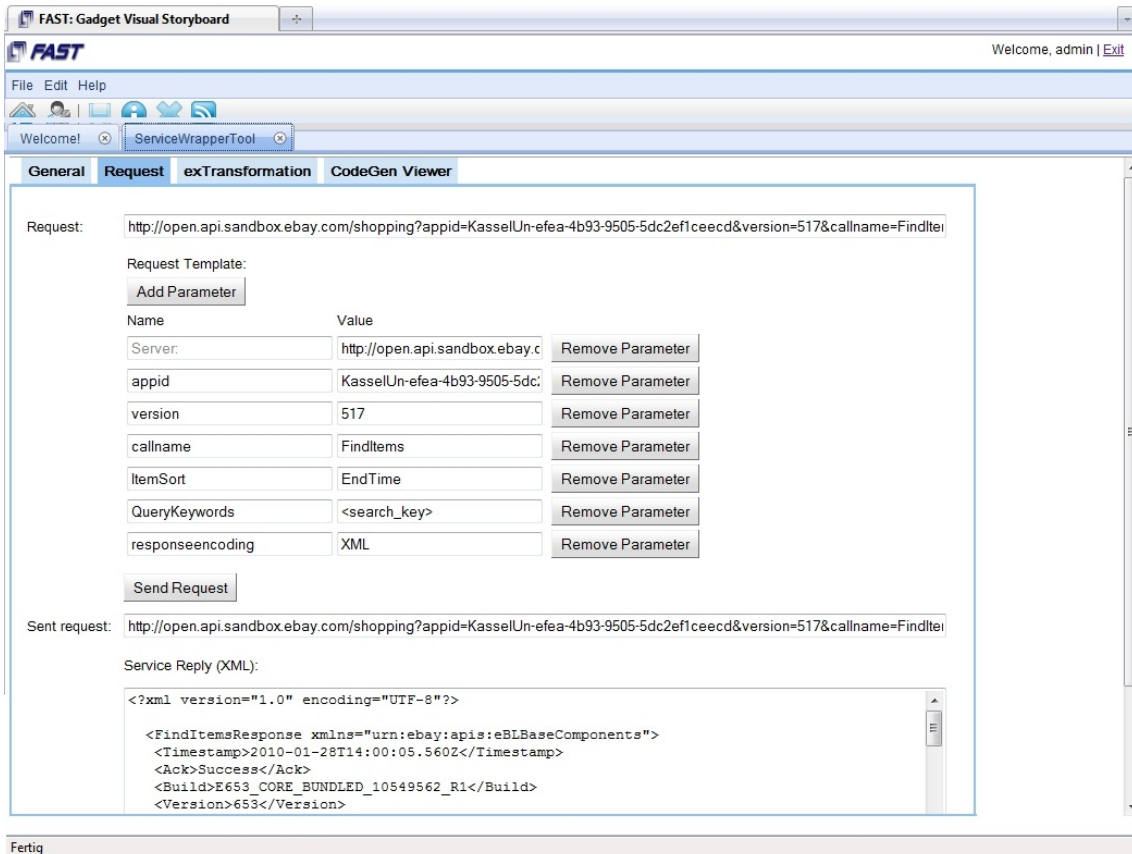 FAST: Gadget Visual Storyboard
FAST Welcome, admin | Exit
File Edit Help
Welcome! ServiceWrapperTool
General Request exTransformation CodeGen Viewer
Request: http://open.api.sandbox.ebay.com/shopping?appid=KasselUn-efea-4b93-9505-5dc2ef1ceecd&version=517&callname=FindIte
Request Template:
Add Parameter
Name Value
Server: http://open.api.sandbox.ebay.c Remove Parameter
appid KasselUn-efea-4b93-9505-5dc2 Remove Parameter
version 517 Remove Parameter
callname FindItems Remove Parameter
ItemSort EndTime Remove Parameter
QueryKeywords <search_key> Remove Parameter
responseencoding XML Remove Parameter
Send Request
Sent request: http://open.api.sandbox.ebay.com/shopping?appid=KasselUn-efea-4b93-9505-5dc2ef1ceecd&version=517&callname=FindIte
Service Reply (XML):
<?xml version="1.0" encoding="UTF-8"?>
<FindItemsResponse xmlns="urn:ebay:apis:eBLBaseComponents">
<Timestamp>2010-01-28T14:00:05.560Z</Timestamp>
<Ack>Success</Ack>
<Build>E653_CORE_BUNDLED_10549562_R1</Build>
<Version>653</Version>
Fertig